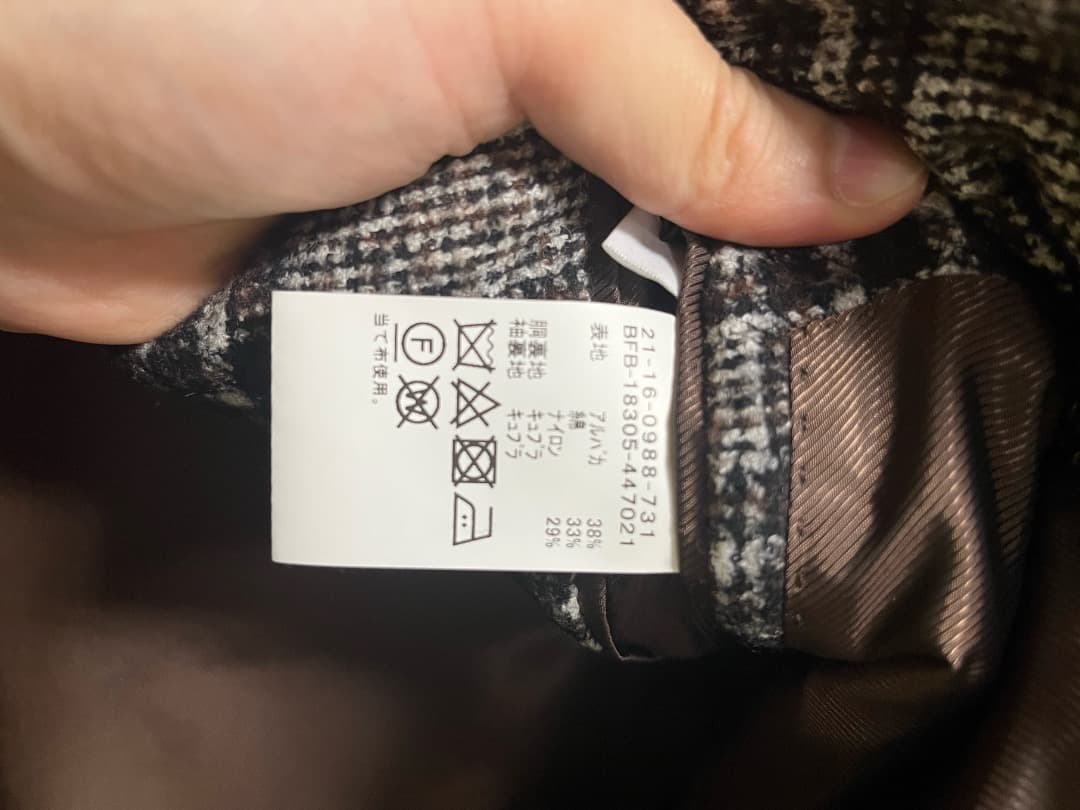 21-16-0988-731
BFB-18305-447021
表地 アルパカ 38%
綿 33%
ナイロン 29%
胴裏地 キュプラ
袖裏地 キュプラ
F
W
当て布使用。